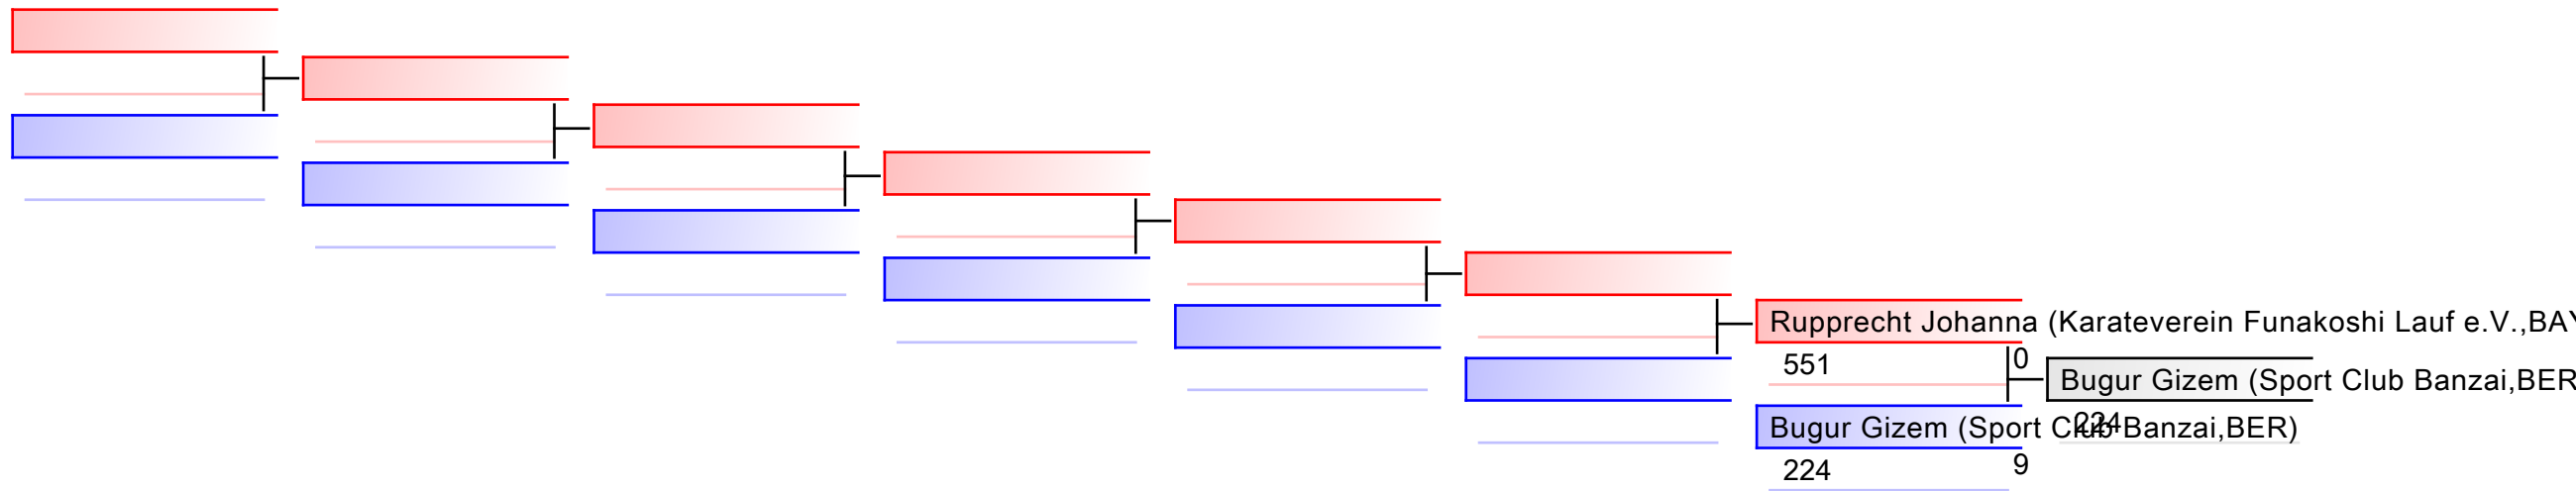 Rupprecht Johanna (Karateverein Funakoshi Lauf e.V.,BAY
551
0
Bugur Gizem (Sport Club Banzai,BER
224
Bugur Gizem (Sport Club Banzai,BER)
224
9